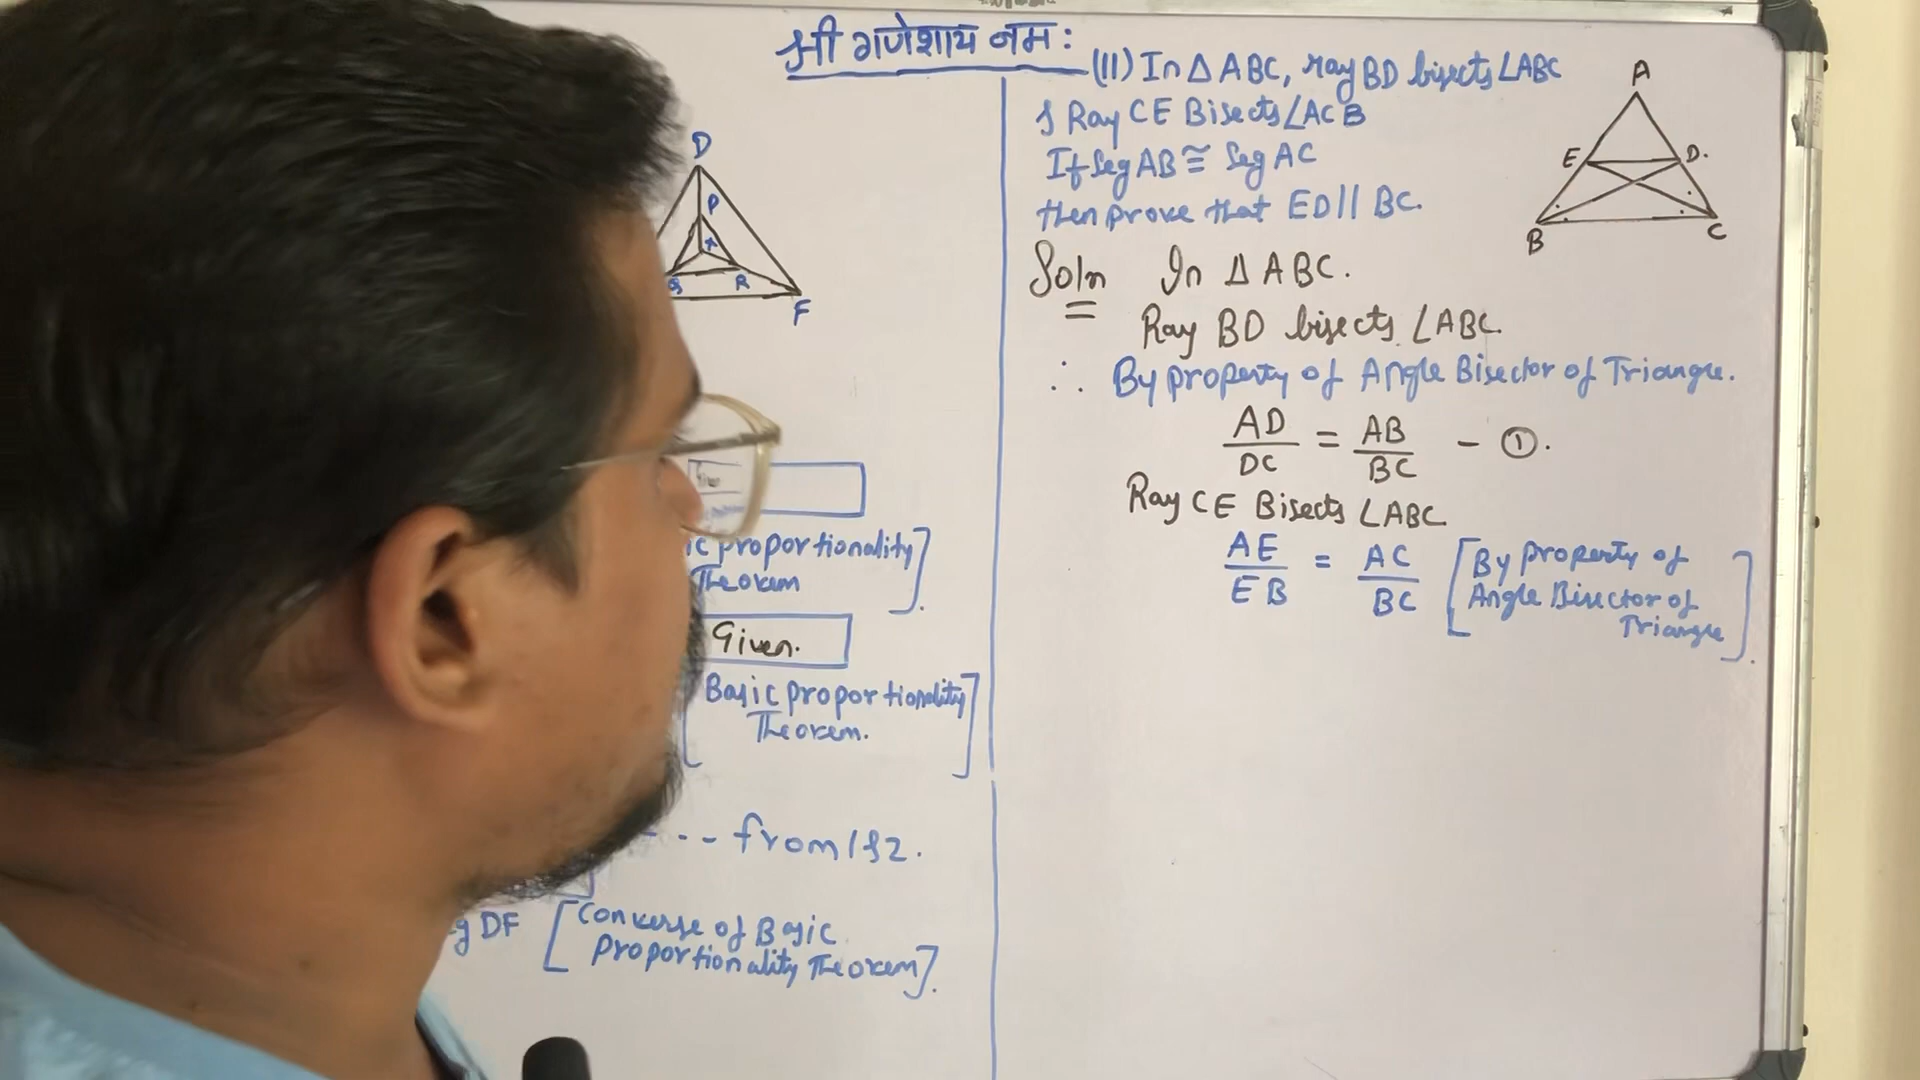 श्री गणेशाय नमः
D
P
X
R
F
ic proportionality
Theorem
Given.
Basic proportionality
Theorem.
from 1 & 2.
g DF [Converse of Basic
proportionality Theorem].
(11) In Δ ABC, ray BD bisects ∠ABC
& Ray CE Bisects ∠ACB
If Seg AB ≅ Seg AC
then prove that ED || BC.
A
E D.
B C
Soln In Δ ABC.
Ray BD bisects ∠ABC
∴ By property of Angle Bisector of Triangle.
AD/DC = AB/BC - ①.
Ray CE Bisects ∠ABC
AE/EB = AC/BC [By property of
Angle Bisector of
Triangle].